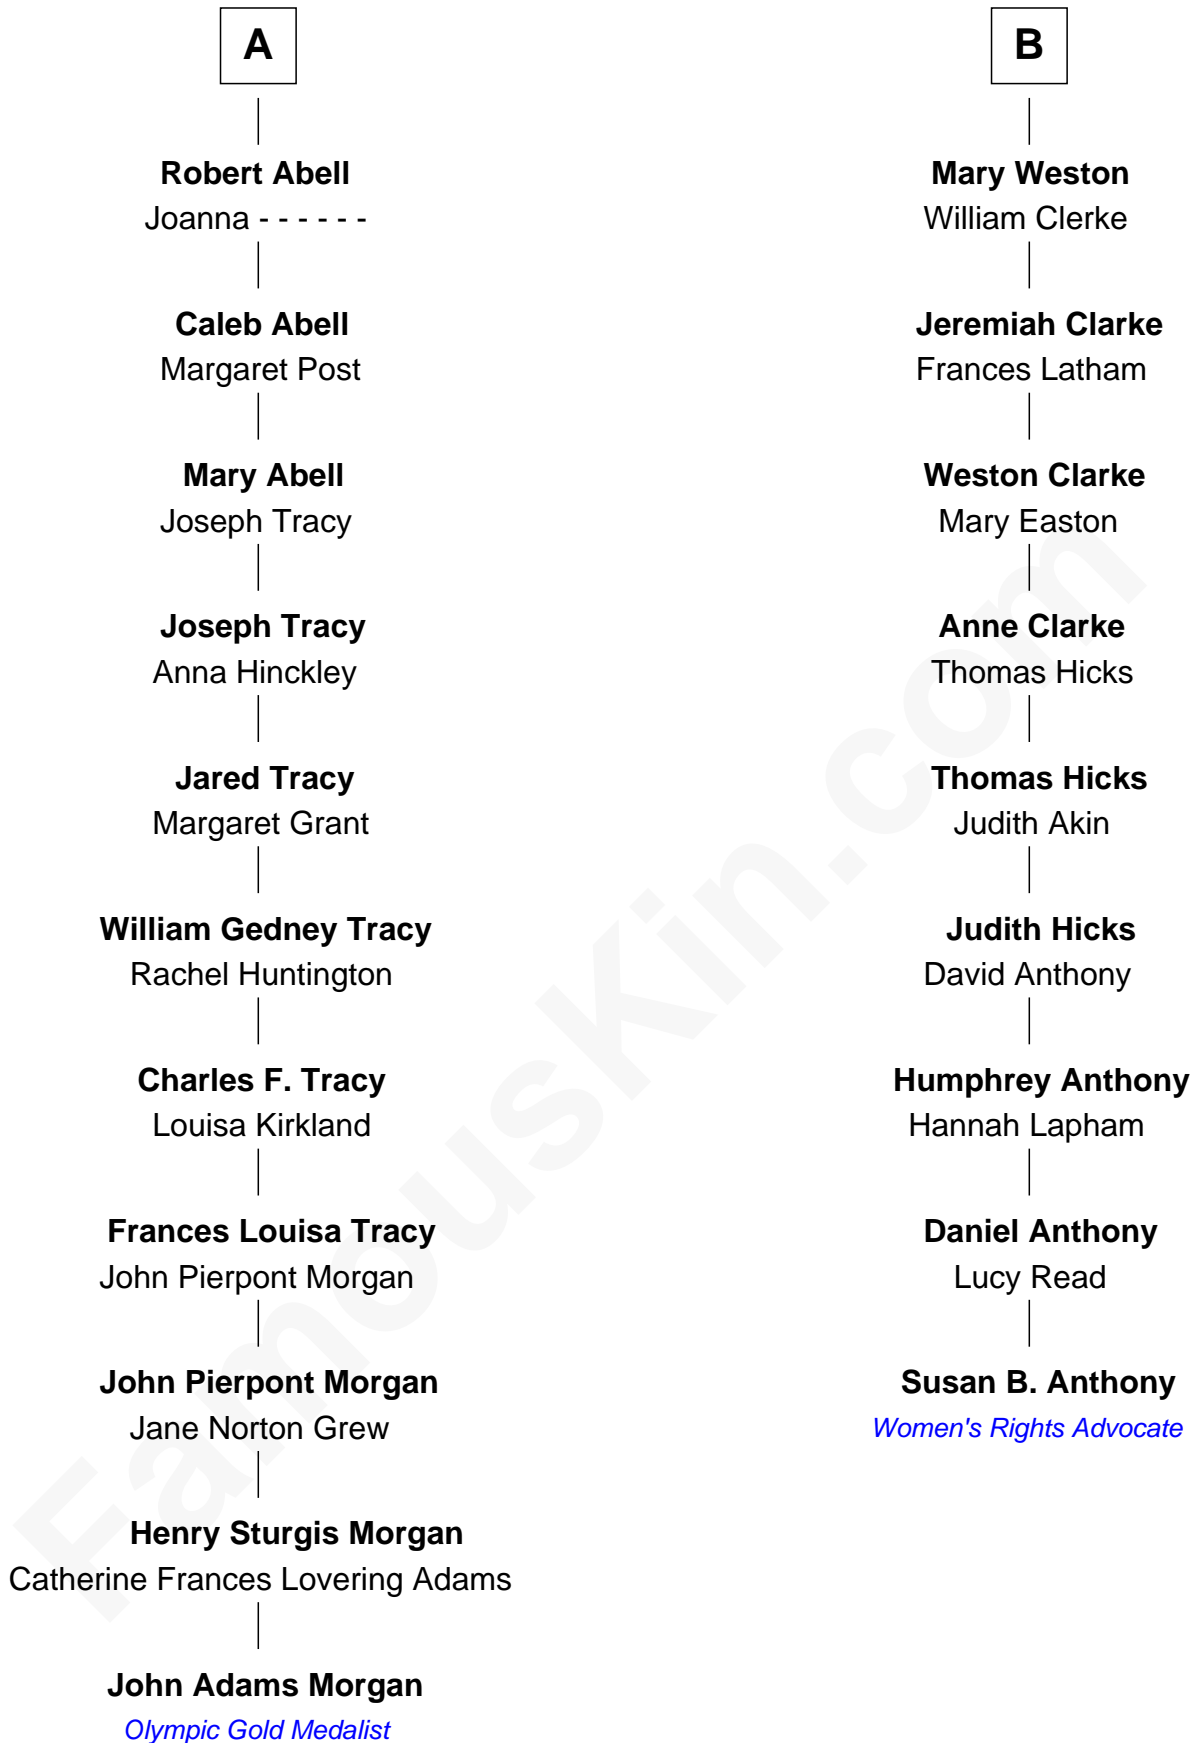 A
Robert Abell
Joanna - - - - - -
Caleb Abell
Margaret Post
Mary Abell
Joseph Tracy
Joseph Tracy
Anna Hinckley
Jared Tracy
Margaret Grant
William Gedney Tracy
Rachel Huntington
Charles F. Tracy
Louisa Kirkland
Frances Louisa Tracy
John Pierpont Morgan
John Pierpont Morgan
Jane Norton Grew
Henry Sturgis Morgan
Catherine Frances Lovering Adams
John Adams Morgan
Olympic Gold Medalist
B
Mary Weston
William Clerke
Jeremiah Clarke
Frances Latham
Weston Clarke
Mary Easton
Anne Clarke
Thomas Hicks
Thomas Hicks
Judith Akin
Judith Hicks
David Anthony
Humphrey Anthony
Hannah Lapham
Daniel Anthony
Lucy Read
Susan B. Anthony
Women's Rights Advocate
FamousKin.com